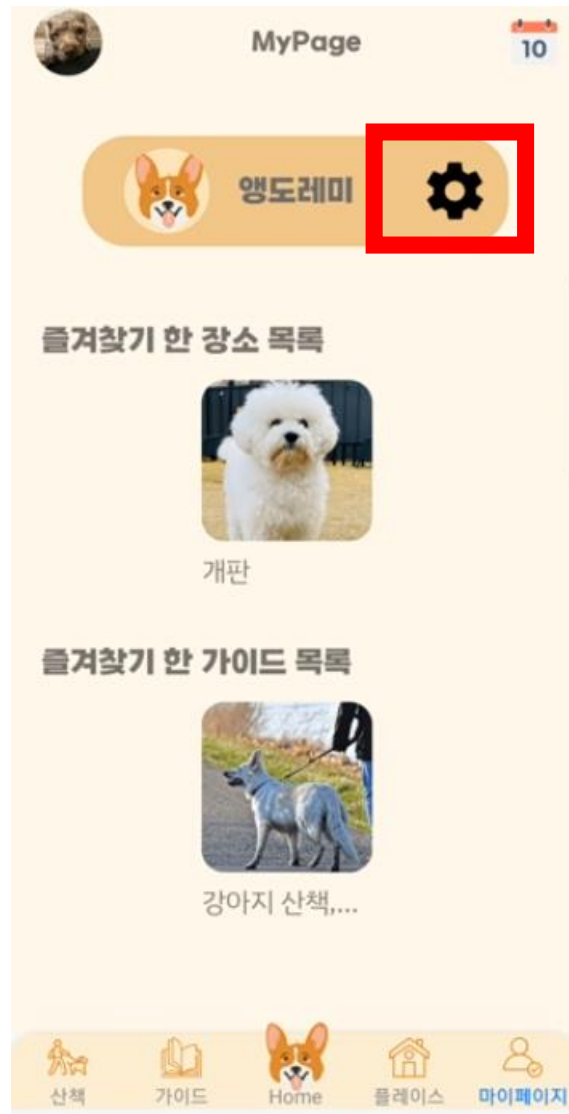 MyPage
10
앵도레미
즐겨찾기 한 장소 목록
개판
즐겨찾기 한 가이드 목록
강아지 산책,...
산책
가이드
Home
플레이스
마이페이지